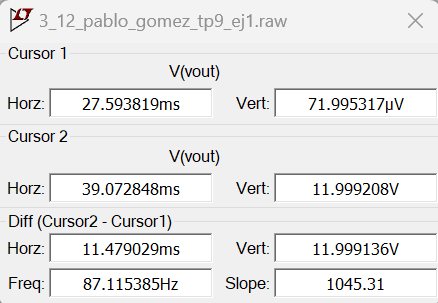 3_12_pablo_gomez_tp9_ej1.raw
Cursor 1
V(vout)
Horz: 27.593819ms Vert: 71.995317µV
Cursor 2
V(vout)
Horz: 39.072848ms Vert: 11.999208V
Diff (Cursor2 - Cursor1)
Horz: 11.479029ms Vert: 11.999136V
Freq: 87.115385Hz Slope: 1045.31